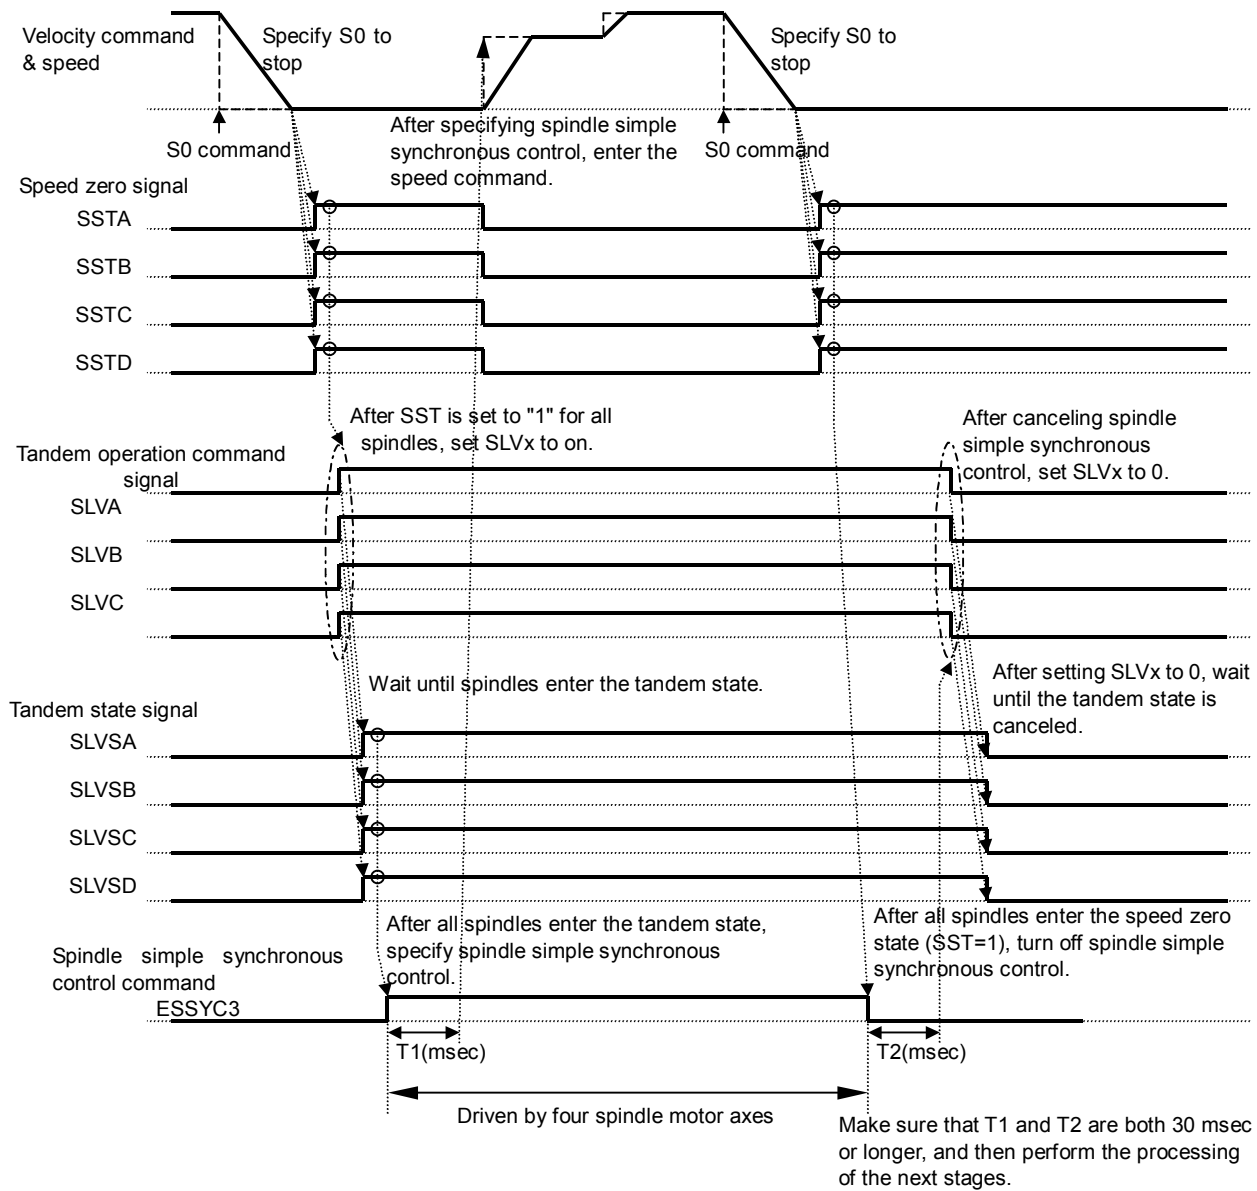 Velocity command
& speed
Specify S0 to
stop
Specify S0 to
stop
After specifying spindle simple
synchronous control, enter the
speed command.
S0 command
S0 command
Speed zero signal
SSTA
SSTB
SSTC
SSTD
After SST is set to "1" for all
spindles, set SLVx to on.
After canceling spindle
simple synchronous
control, set SLVx to 0.
Tandem operation command
signal
SLVA
SLVB
SLVC
Wait until spindles enter the tandem state.
After setting SLVx to 0, wait
until the tandem state is
canceled.
Tandem state signal
SLVSA
SLVSB
SLVSC
SLVSD
After all spindles enter the tandem state,
specify spindle simple synchronous
control.
After all spindles enter the speed zero
state (SST=1), turn off spindle simple
synchronous control.
Spindle simple synchronous
control command
ESSYC3
T1(msec)
T2(msec)
Driven by four spindle motor axes
Make sure that T1 and T2 are both 30 msec
or longer, and then perform the processing
of the next stages.